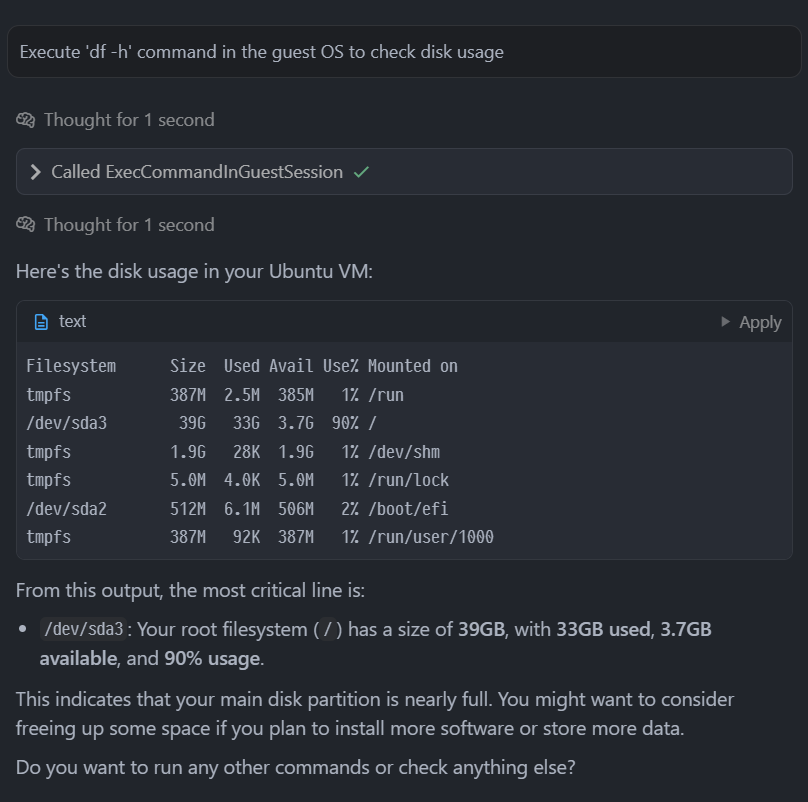 Execute 'df -h' command in the guest OS to check disk usage
Thought for 1 second
Called ExecCommandInGuestSession
Thought for 1 second
Here's the disk usage in your Ubuntu VM:
text Apply
Filesystem      Size  Used Avail Use% Mounted on
tmpfs           387M  2.5M  385M   1% /run
/dev/sda3        39G   33G  3.7G  90% /
tmpfs           1.9G   28K  1.9G   1% /dev/shm
tmpfs           5.0M  4.0K  5.0M   1% /run/lock
/dev/sda2       512M  6.1M  506M   2% /boot/efi
tmpfs           387M   92K  387M   1% /run/user/1000
From this output, the most critical line is:
• /dev/sda3: Your root filesystem (/) has a size of 39GB, with 33GB used, 3.7GB
available, and 90% usage.
This indicates that your main disk partition is nearly full. You might want to consider
freeing up some space if you plan to install more software or store more data.
Do you want to run any other commands or check anything else?